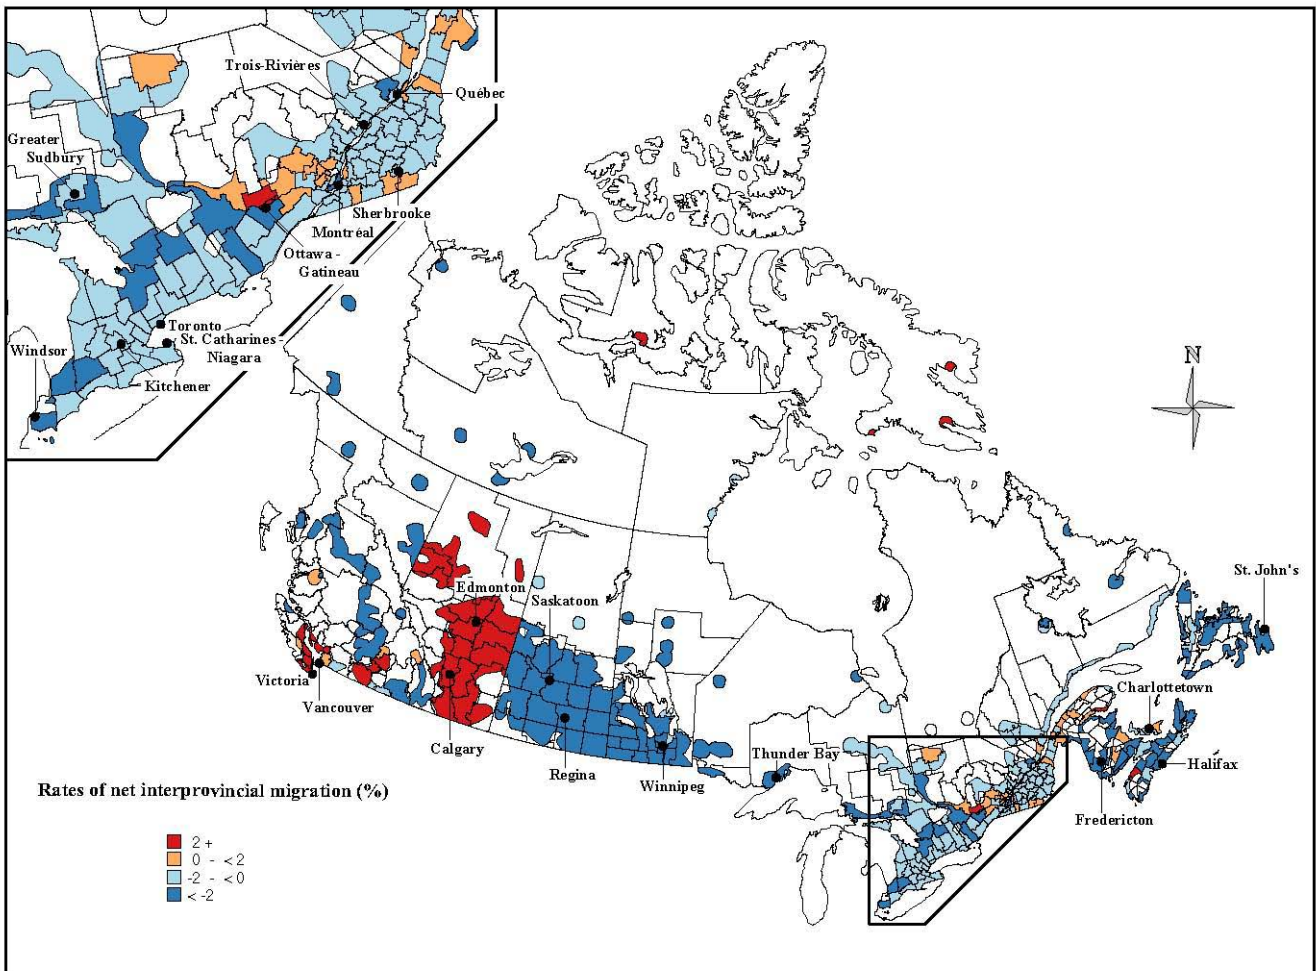 Trois-Rivières
Québec
Greater
Sudbury
Sherbrooke
Montréal
Ottawa -
Gatineau
Toronto
St. Catharines -
Niagara
Windsor
Kitchener
N
Edmonton
Saskatoon
St. John's
Victoria
Vancouver
Charlottetown
Calgary
Regina
Winnipeg
Thunder Bay
Halifax
Fredericton
Rates of net interprovincial migration (%)
2 +
0 - <2
-2 - <0
< -2